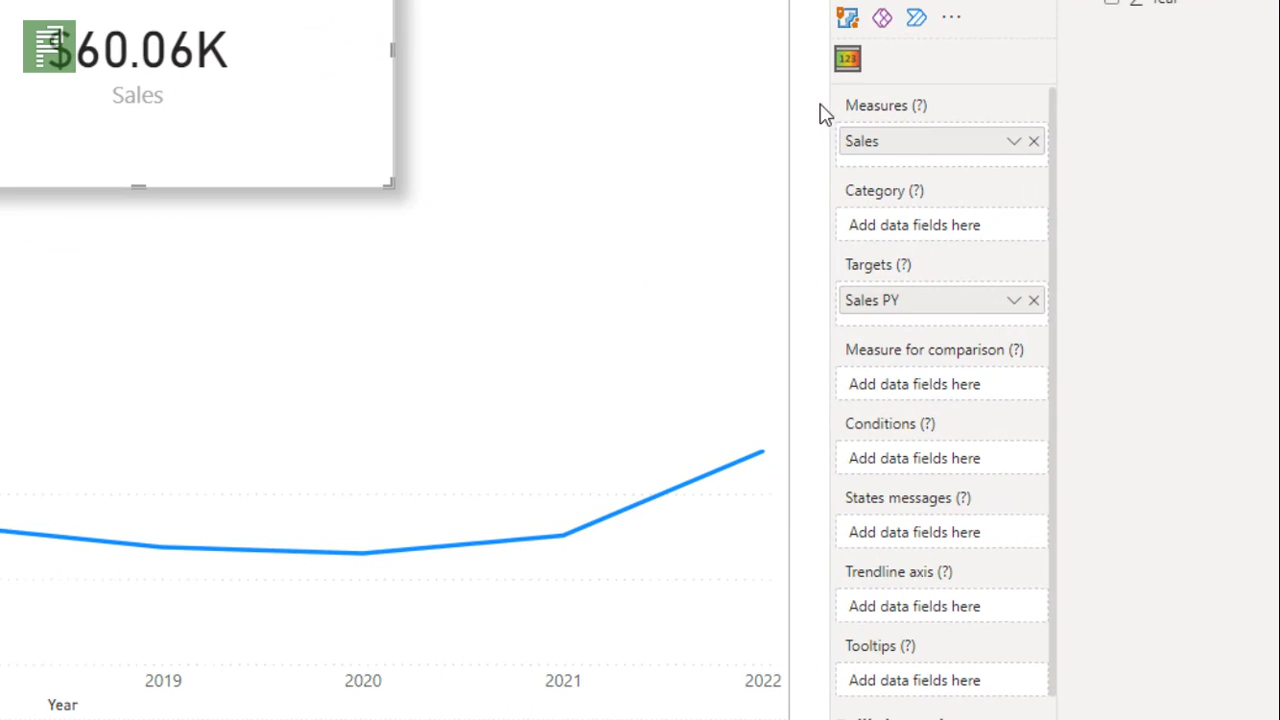 $60.06K
Sales
...
123
Measures (?)
Sales
Category (?)
Add data fields here
Targets (?)
Sales PY
Measure for comparison (?)
Add data fields here
Conditions (?)
Add data fields here
States messages (?)
Add data fields here
Trendline axis (?)
Add data fields here
Tooltips (?)
Add data fields here
2019 2020 2021 2022
Year